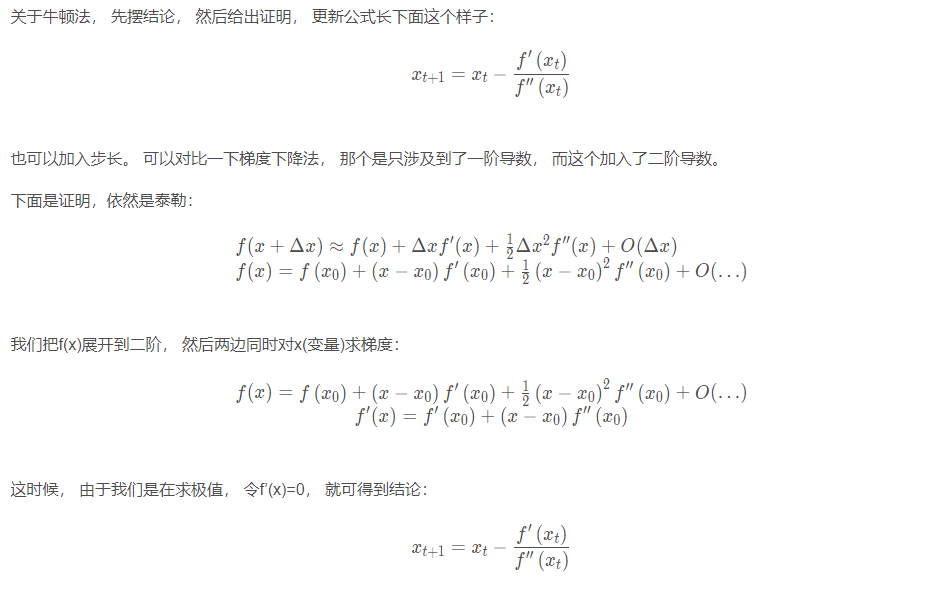 关于牛顿法， 先摆结论， 然后给出证明， 更新公式长下面这个样子：
$x_{t+1} = x_t - \frac{f'(x_t)}{f''(x_t)}$
也可以加入步长。 可以对比一下梯度下降法， 那个是只涉及到了一阶导数， 而这个加入了二阶导数。
下面是证明，依然是泰勒：
$f(x + \Delta x) \approx f(x) + \Delta x f'(x) + \frac{1}{2} \Delta x^2 f''(x) + O(\Delta x)$
$f(x) = f(x_0) + (x - x_0) f'(x_0) + \frac{1}{2} (x - x_0)^2 f''(x_0) + O(\ldots)$
我们把f(x)展开到二阶， 然后两边同时对x(变量)求梯度：
$f(x) = f(x_0) + (x - x_0) f'(x_0) + \frac{1}{2} (x - x_0)^2 f''(x_0) + O(\ldots)$
$f'(x) = f'(x_0) + (x - x_0) f''(x_0)$
这时候， 由于我们是在求极值， 令f’(x)=0， 就可得到结论：
$x_{t+1} = x_t - \frac{f'(x_t)}{f''(x_t)}$